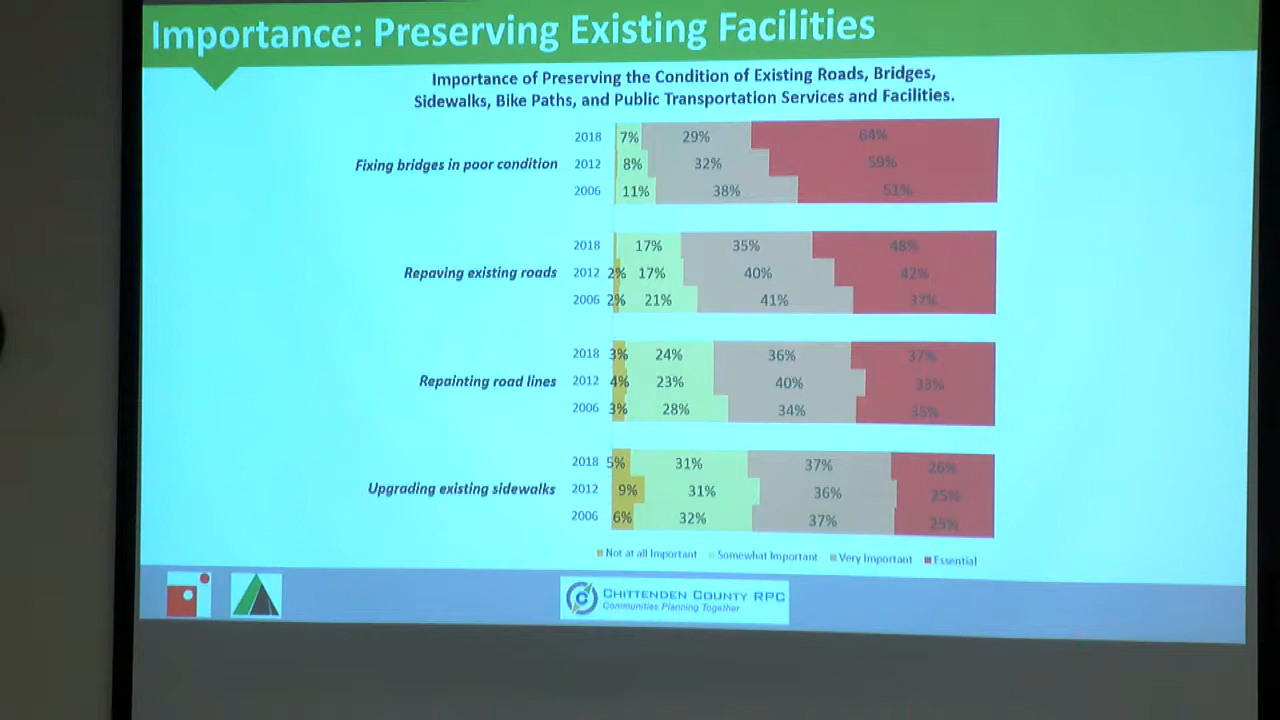 Importance: Preserving Existing Facilities
Importance of Preserving the Condition of Existing Roads, Bridges,
Sidewalks, Bike Paths, and Public Transportation Services and Facilities.
2018 7% 29% 64%
Fixing bridges in poor condition 2012 8% 32% 59%
2006 11% 38% 51%
2018 17% 35% 48%
Repaving existing roads 2012 2% 17% 40% 42%
2006 2% 21% 41% 37%
2018 3% 24% 36% 37%
Repainting road lines 2012 4% 23% 40% 33%
2006 3% 28% 34% 35%
2018 5% 31% 37% 26%
Upgrading existing sidewalks 2012 9% 31% 36% 25%
2006 6% 32% 37% 25%
Not at all Important Somewhat Important Very Important Essential
C CHITTENDEN COUNTY RPC
Communities Planning Together